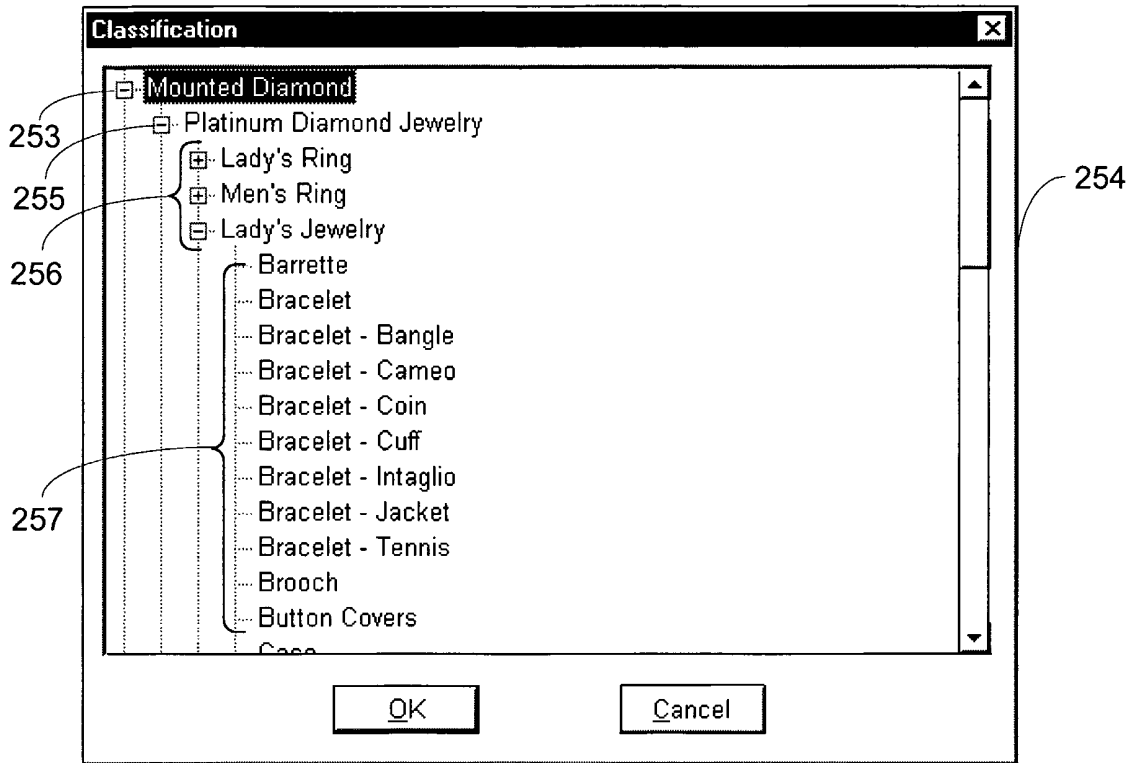 Classification
Mounted Diamond
253
Platinum Diamond Jewelry
Lady's Ring
254
255
Men's Ring
Lady's Jewelry
256
Barrette
Bracelet
Bracelet - Bangle
Bracelet - Cameo
Bracelet - Coin
Bracelet - Cuff
Bracelet - Intaglio
257
Bracelet - Jacket
Bracelet - Tennis
Brooch
Button Covers
OK
Cancel